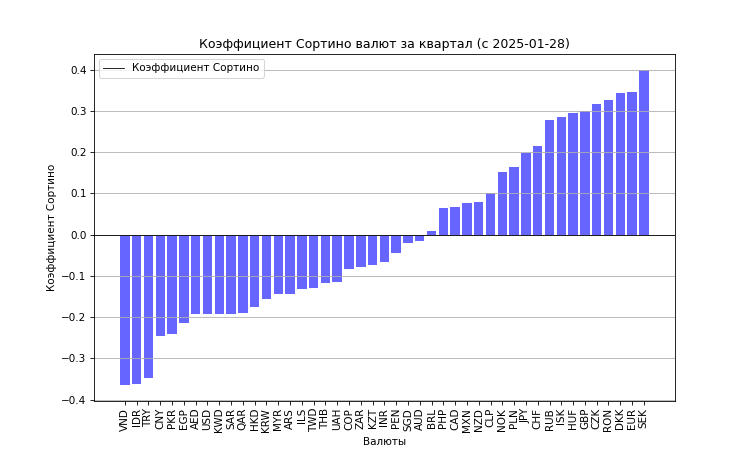 Коэффициент Сортино валют за квартал (с 2025-01-28)
Коэффициент Сортино
0.4
0.3
0.2
0.1
0.0
−0.1
−0.2
−0.3
−0.4
Коэффициент Сортино
VND IDR TRY CNY PKR EGP AED USD KWD SAR QAR HKD KRW MYR ARS ILS TWD THB UAH COP ZAR KZT INR PEN SGD AUD BRL PHP CAD MXN NZD CLP NOK PLN JPY CHF RUB ISK HUF GBP CZK RON DKK EUR SEK
Валюты